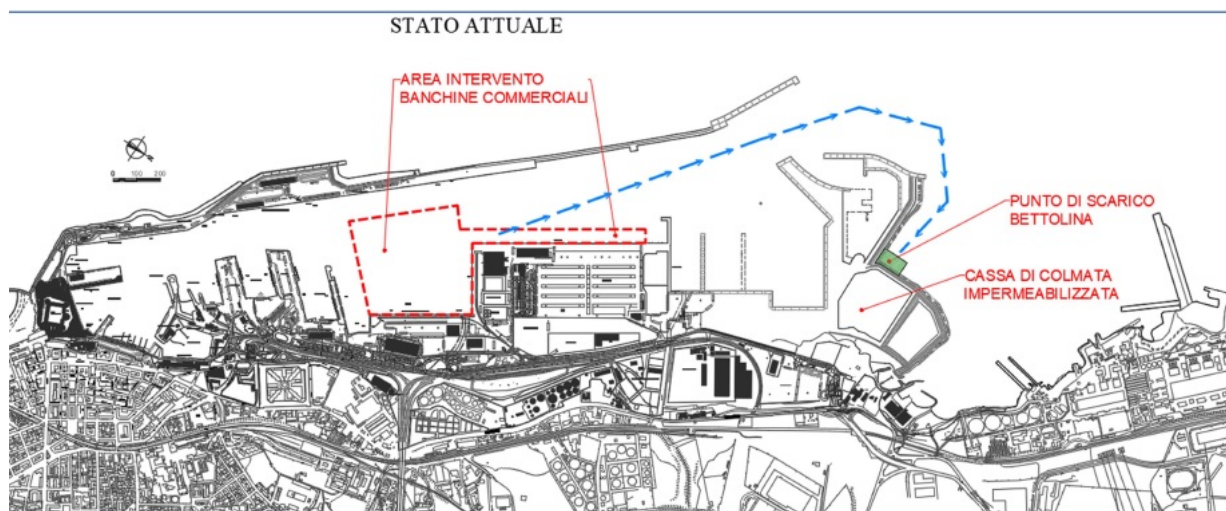 STATO ATTUALE
AREA INTERVENTO
BANCHINE COMMERCIALI
0 100 200
PUNTO DI SCARICO
BETTOLINA
CASSA DI COLMATA
IMPERMEABILIZZATA